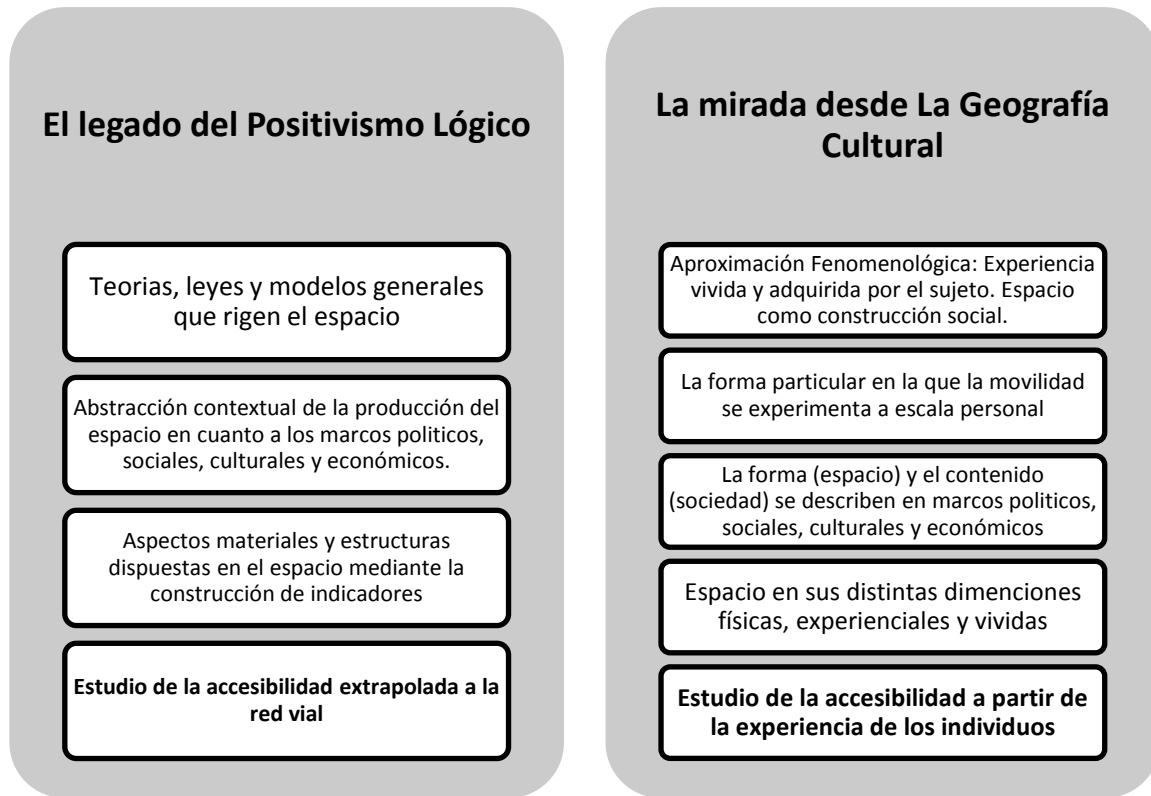 El legado del Positivismo Lógico
Teorias, leyes y modelos generales
que rigen el espacio
Abstracción contextual de la producción del
espacio en cuanto a los marcos politicos,
sociales, culturales y económicos.
Aspectos materiales y estructuras
dispuestas en el espacio mediante la
construcción de indicadores
Estudio de la accesibilidad extrapolada a la
red vial
La mirada desde La Geografía
Cultural
Aproximación Fenomenológica: Experiencia
vivida y adquirida por el sujeto. Espacio
como construcción social.
La forma particular en la que la movilidad
se experimenta a escala personal
La forma (espacio) y el contenido
(sociedad) se describen en marcos politicos,
sociales, culturales y económicos
Espacio en sus distintas dimenciones
físicas, experienciales y vividas
Estudio de la accesibilidad a partir de
la experiencia de los individuos